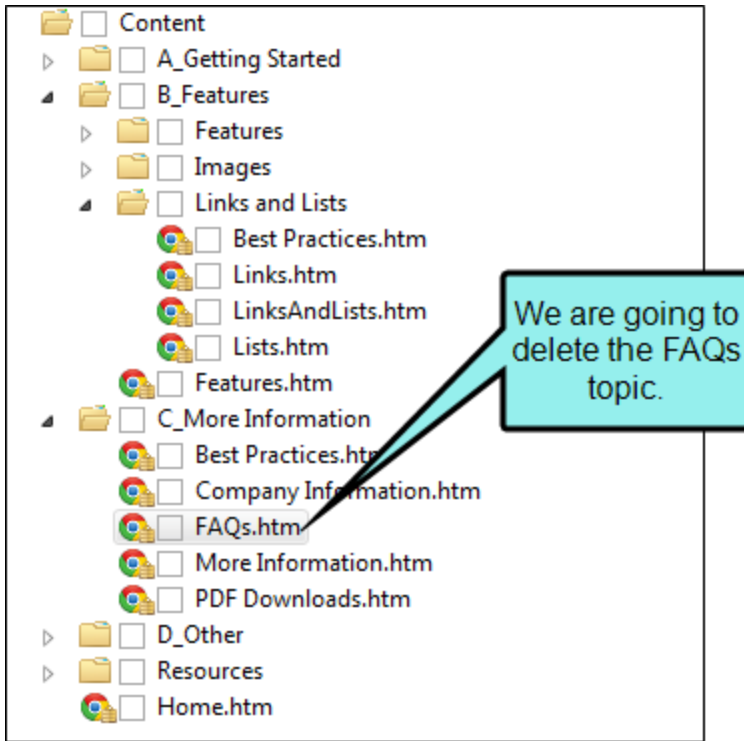 Content
A_Getting Started
B_Features
Features
Images
Links and Lists
Best Practices.htm
Links.htm
LinksAndLists.htm
Lists.htm
Features.htm
C_More Information
Best Practices.htm
Company Information.htm
FAQs.htm
More Information.htm
PDF Downloads.htm
D_Other
Resources
Home.htm
We are going to
delete the FAQs
topic.